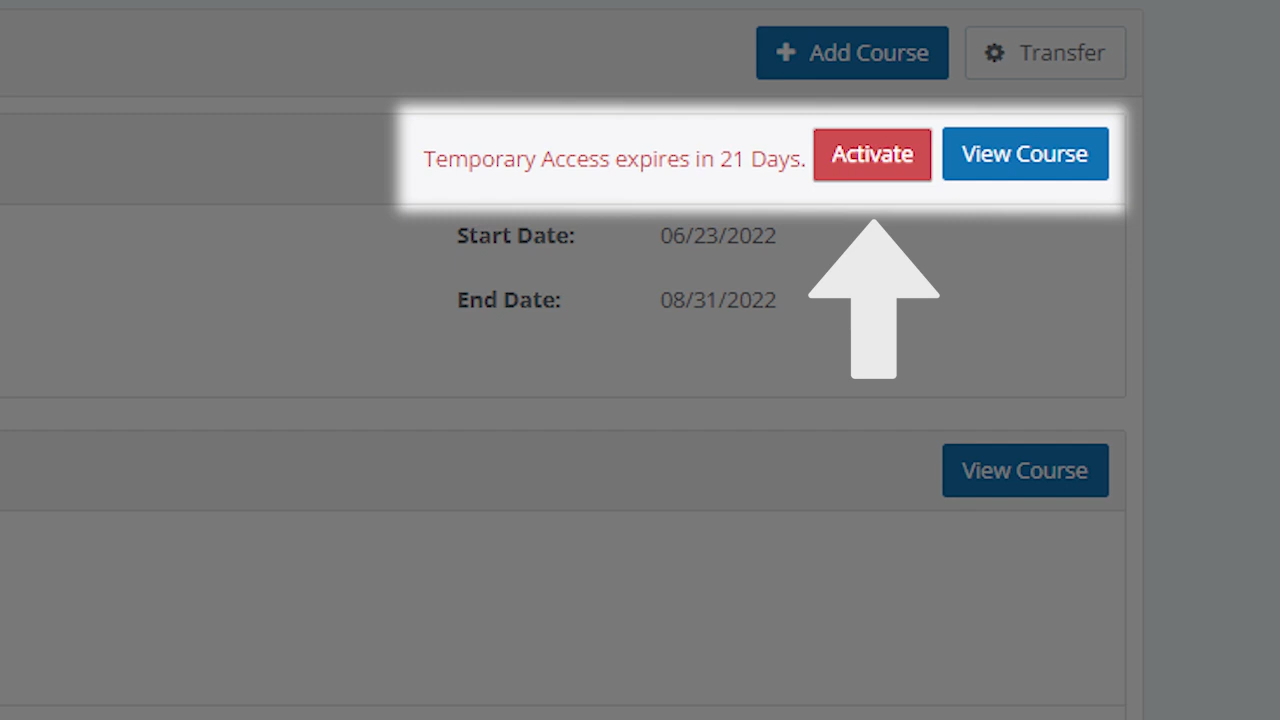 Add Course Transfer
Temporary Access expires in 21 Days. Activate View Course
Start Date: 06/23/2022
End Date: 08/31/2022
View Course